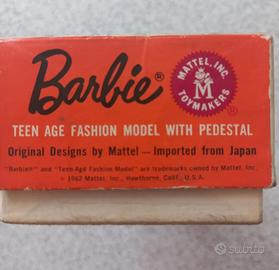 Barbie®
MATTEL, INC.
M
TOYMAKERS
TEEN AGE FASHION MODEL WITH PEDESTAL
Original Designs by Mattel — Imported from Japan
"Barbie® and "Teen-Age Fashion Model" are trademarks owned by Mattel, Inc.
© 1962 Mattel, Inc., Hawthorne, Calif., U.S.A.
subito